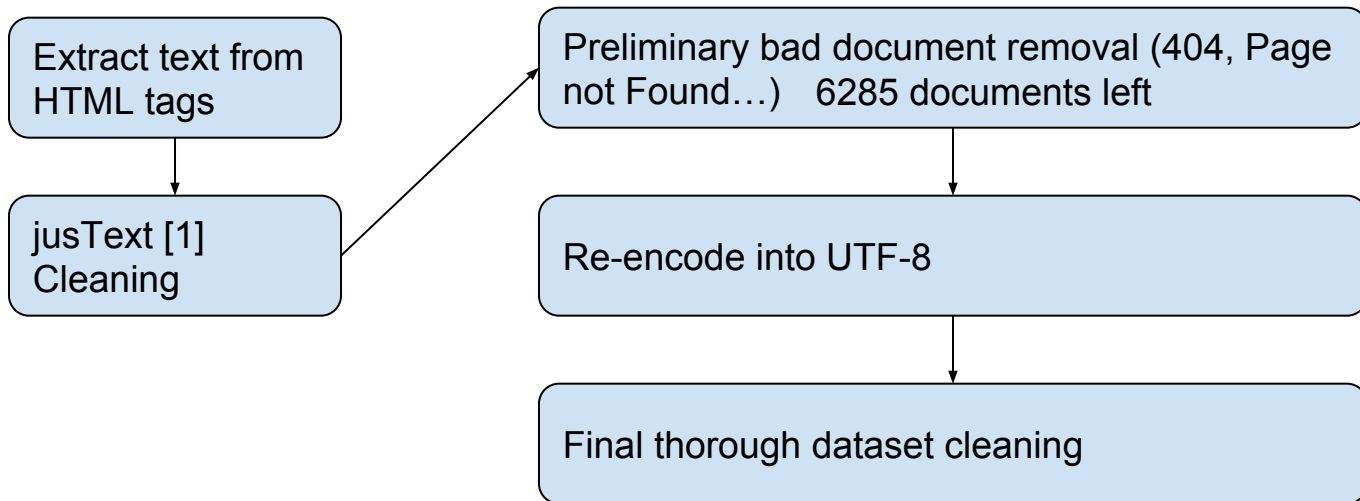 Extract text from
HTML tags
jusText [1]
Cleaning
Preliminary bad document removal (404, Page
not Found…) 6285 documents left
Re-encode into UTF-8
Final thorough dataset cleaning